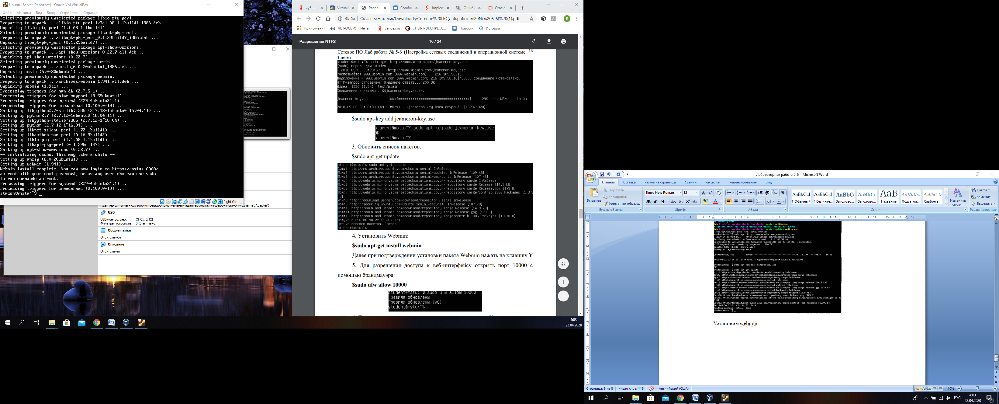 Ubuntu-Server [Работает] - Oracle VM VirtualBox
Файл Машина Вид Ввод Устройства Справка
Selecting previously unselected package libio-pty-perl.
Preparing to unpack .../libio-pty-perl_1%3a1.08-1.1build1_i386.deb ...
Unpacking libio-pty-perl (1:1.08-1.1build1) ...
Selecting previously unselected package libapt-pkg-perl.
Preparing to unpack .../libapt-pkg-perl_0.1.29build7_i386.deb ...
Unpacking libapt-pkg-perl (0.1.29build7) ...
Selecting previously unselected package apt-show-versions.
Preparing to unpack .../apt-show-versions_0.22.7_all.deb ...
Unpacking apt-show-versions (0.22.7) ...
Selecting previously unselected package unzip.
Preparing to unpack .../unzip_6.0-20ubuntu1_i386.deb ...
Unpacking unzip (6.0-20ubuntu1) ...
Selecting previously unselected package webmin.
Preparing to unpack .../archives/webmin_1.941_all.deb ...
Unpacking webmin (1.941) ...
Processing triggers for man-db (2.7.5-1) ...
Processing triggers for mime-support (3.59ubuntu1) ...
Processing triggers for systemd (229-4ubuntu21.1) ...
Processing triggers for ureadahead (0.100.0-19) ...
Setting up libpython2.7-stdlib:i386 (2.7.12-1ubuntu0~16.04.11) ...
Setting up python2.7 (2.7.12-1ubuntu0~16.04.11) ...
Setting up libpython-stdlib:i386 (2.7.12-1~16.04) ...
Setting up python (2.7.12-1~16.04) ...
Setting up libnet-ssleay-perl (1.72-1build1) ...
Setting up libauthen-pam-perl (0.16-3build2) ...
Setting up libio-pty-perl (1:1.08-1.1build1) ...
Setting up libapt-pkg-perl (0.1.29build7) ...
Setting up apt-show-versions (0.22.7) ...
** initializing cache. This may take a while **
Setting up unzip (6.0-20ubuntu1) ...
Setting up webmin (1.941) ...
Webmin install complete. You can now login to https://mstu:10000/
as root with your root password, or as any user who can use sudo
to run commands as root.
Processing triggers for systemd (229-4ubuntu21.1) ...
Processing triggers for ureadahead (0.100.0-19) ...
student@mstu:~$ _
Right Ctrl
Адаптер 2: Intel PRO/1000 MT Desktop (Виртуальный адаптер хоста, 'VirtualBox Host-Only Ethernet Adapter')
USB
USB-контроллер: OHCI, EHCI
Фильтры устройств: 0 (0 активно)
Общие папки
Отсутствуют
Описание
Отсутствует
иу5 — VirtualM Разреш Сообщ Implem Ошибк Oracle
Файл C:/Users/Наталья/Downloads/Сетевое%20ПО(Лаб.работа%20№%205-6)%20(1).pdf
E
Приложения АБ РОССИЯ | Инте... yandex.ru СПОРТ-ЭКСПРЕСС... Новости История
Разрешения NTFS 16 / 24
Сетевое ПО Лаб.работа № 5-6 (Настройка сетевых соединений в операционной системе 16
Linux)
student@mstu:~$ sudo wget http://www.webmin.com/jcameron-key.asc
[sudo] пароль для student:
--2018-05-03 23:29:57-- http://www.webmin.com/jcameron-key.asc
Распознаётся www.webmin.com (www.webmin.com)... 216.105.38.10
Подключение к www.webmin.com (www.webmin.com)|216.105.38.10|:80... соединение установлено.
HTTP-запрос отправлен. Ожидание ответа... 200 OK
Длина: 1320 (1,3K) [text/plain]
Сохранение в каталог: ««jcameron-key.asc»».
jcameron-key.asc 100%[==================================>] 1,29K --.-KB/s in 0s
2018-05-03 23:30:00 (49,1 MB/s) - «jcameron-key.asc» сохранён [1320/1320]
$sudo apt-key add jcameron-key.asc
student@mstu:~$ sudo apt-key add jcameron-key.asc
OK
student@mstu:~$
3. Обновить список пакетов:
$sudo apt-get update
student@mstu:~$ sudo apt-get update
Сущ:1 http://ru.archive.ubuntu.com/ubuntu xenial InRelease
Пол:2 http://ru.archive.ubuntu.com/ubuntu xenial-updates InRelease [109 kB]
Пол:3 http://ru.archive.ubuntu.com/ubuntu xenial-backports InRelease [107 kB]
Игн:4 http://webmin.mirror.somersettechsolutions.co.uk/repository sarge InRelease
Пол:5 http://webmin.mirror.somersettechsolutions.co.uk/repository sarge Release [14,9 kB]
Пол:6 http://webmin.mirror.somersettechsolutions.co.uk/repository sarge Release.gpg [173 B]
Пол:7 http://webmin.mirror.somersettechsolutions.co.uk/repository sarge/contrib i386 Packages [1 378
B]
Игн:8 http://download.webmin.com/download/repository sarge InRelease
Пол:9 http://security.ubuntu.com/ubuntu xenial-security InRelease [107 kB]
Пол:10 http://download.webmin.com/download/repository sarge Release [14,9 kB]
Пол:11 http://download.webmin.com/download/repository sarge Release.gpg [173 B]
Пол:12 http://download.webmin.com/download/repository sarge/contrib i386 Packages [1 378 B]
Получено 356 кБ за 2с (160 кБ/c)
Чтение списков пакетов… Готово
student@mstu:~$
4. Установить Webmin:
$sudo apt-get install webmin
Далее при подтверждении установки пакета Webmin нажать на клавишу Y
5. Для разрешения доступа к веб-интерфейсу открыть порт 10000 с
помощью брандмауэра:
$sudo ufw allow 10000
student@mstu:~$ sudo ufw allow 10000
Правила обновлены
Правила обновлены (v6)
student@mstu:~$
4:03
22.04.2020
Лабораторная работа 5-6 - Microsoft Word
Главная Вставка Разметка страницы Ссылки Рассылки Рецензирование Вид
Вставить
Вырезать
Копировать
Формат по образцу
Буфер обмена
Times New Roman 12
Шрифт
Абзац
AaBbCcI AaBbCcI AaBbC AaBbCc AaB AaBbCc. AaBbCcD
¶ Обычный ¶ Без инте... Заголово... Заголово... Название Подзагол... Слабое в...
Изменить стили
Стили
Найти
Заменить
Выделить
Редактирование
## security team.
deb http://us.archive.ubuntu.com/ubuntu/ xenial multiverse
# deb-src http://us.archive.ubuntu.com/ubuntu/ xenial multiverse
deb http://us.archive.ubuntu.com/ubuntu/ xenial-updates multiverse
"/etc/apt/sources.list" 57L, 3161C written
student@mstu:~$ sudo wget http://www.webmin.com/jcameron-key.asc
--2020-04-22 03:54:21-- http://www.webmin.com/jcameron-key.asc
Resolving www.webmin.com (www.webmin.com)... 216.105.38.10
Connecting to www.webmin.com (www.webmin.com)|216.105.38.10|:80... connected.
HTTP request sent, awaiting response... 200 OK
Length: 1320 (1.3K) [text/plain]
Saving to: "jcameron-key.asc"
jcameron-key.asc 100%[==================================>] 1.29K --.-KB/s in 0s
2020-04-22 03:54:27 (27.0 MB/s) - "jcameron-key.asc" saved [1320/1320]
student@mstu:~$ sudo apt-key add jcameron-key.asc
OK
student@mstu:~$ sudo apt-get update
Hit:1 http://security.ubuntu.com/ubuntu xenial-security InRelease
Ign:2 http://webmin.mirror.somersettechsolutions.co.uk/repository sarge InRelease
Ign:3 http://download.webmin.com/download/repository sarge InRelease
Hit:4 http://us.archive.ubuntu.com/ubuntu xenial InRelease
Get:5 http://webmin.mirror.somersettechsolutions.co.uk/repository sarge Release [16.9 kB]
Hit:6 http://us.archive.ubuntu.com/ubuntu xenial-updates InRelease
Get:7 http://webmin.mirror.somersettechsolutions.co.uk/repository sarge Release.gpg [173 B]
Hit:8 http://us.archive.ubuntu.com/ubuntu xenial-backports InRelease
Get:9 http://download.webmin.com/download/repository sarge Release [16.9 kB]
Get:10 http://download.webmin.com/download/repository sarge Release.gpg [173 B]
Get:11 http://webmin.mirror.somersettechsolutions.co.uk/repository sarge/contrib i386 Packages [1,39
6 B]
Get:12 http://download.webmin.com/download/repository sarge/contrib i386 Packages [1,396 B]
Fetched 36.8 kB in 8s (4,531 B/s)
Reading package lists... Done
student@mstu:~$ _
Установим webmin
Страница: 8 из 8 Число слов: 118 Английский (США) 110%
РУС
4:03
22.04.2020
2